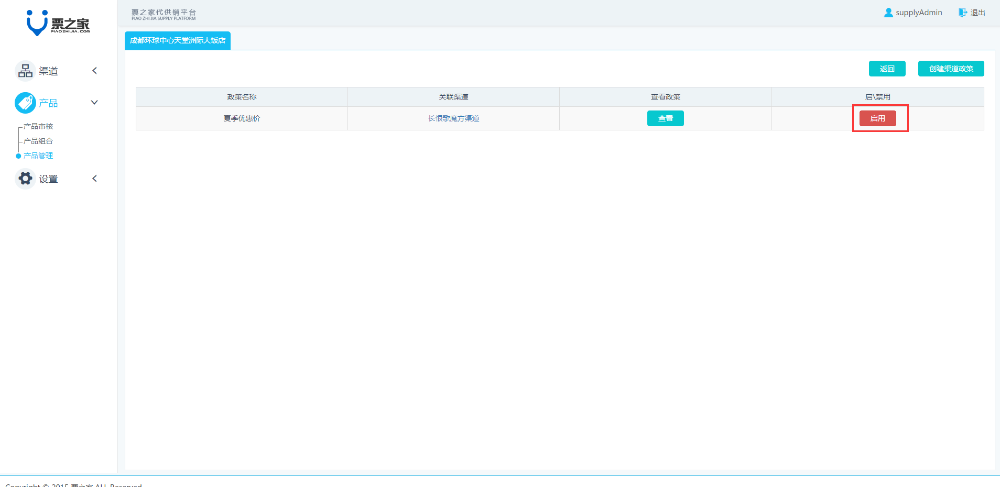 票之家
PIAOZHIJIA.COM
票之家代供销平台
PIAO ZHI JIA SUPPLY PLATFORM
supplyAdmin
退出
渠道
产品
产品审核
产品组合
产品管理
设置
成都环球中心天堂洲际大饭店
返回
创建渠道政策
政策名称
关联渠道
查看政策
启\禁用
夏季优惠价
长恨歌魔方渠道
查看
启用
Copyright © 2015 票之家 ALL Reserved